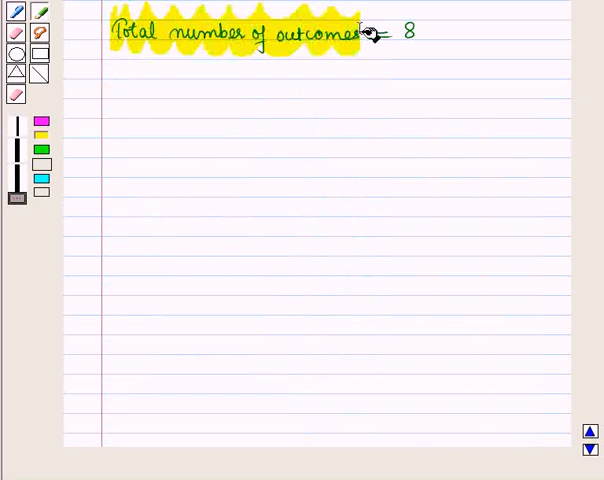 Total number of outcomes = 8